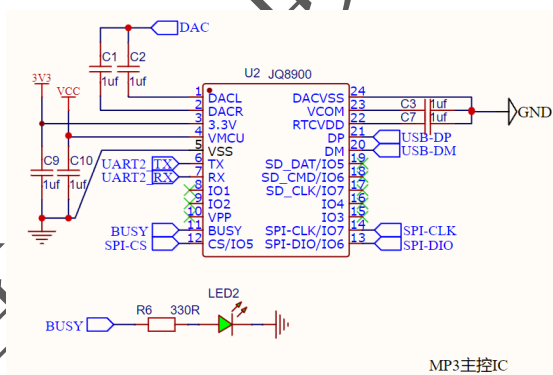 DAC
C1 C2
1uf 1uf
U2 JQ8900
3V3 VCC
C9 C10
1uf 1uf
1 DACL DACVSS 24
2 DACR VCOM 23 C3 1uf
3 3.3V RTCVDD 22 C7 1uf
GND
4 VMCU DP 21 USB-DP
5 VSS DM 20 USB-DM
UART2_TX 6 TX SD_DAT/IO5 19
UART2_RX 7 RX SD_CMD/IO6 18
8 IO1 SD_CLK/IO7 17
9 IO2 IO4 16
10 VPP IO3 15
BUSY 11 BUSY SPI-CLK/IO7 14 SPI-CLK
SPI-CS 12 CS/IO5 SPI-DIO/IO6 13 SPI-DIO
BUSY R6 330R LED2
MP3主控IC